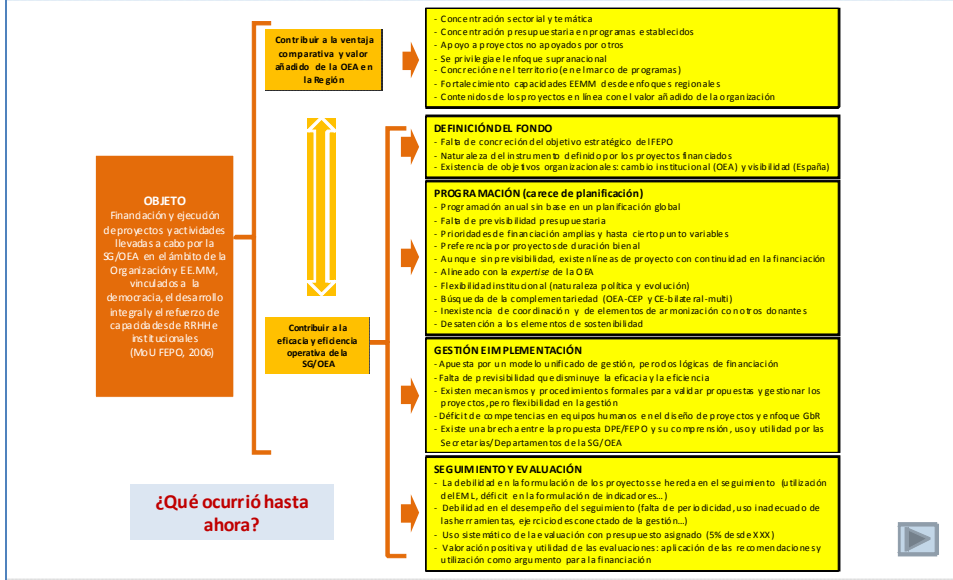 OBJETO
Financiación y ejecución
de proyectos y actividades
llevadas a cabo por la
SG/OEA en el ámbito de la
Organización y EE.MM,
vinculados a la
democracia, el desarrollo
integral y el refuerzo de
capacidades de RRHH e
institucionales
(MoU FEPO, 2006)
Contribuir a la ventaja
comparativa y valor
añadido de la OEA en
la Región
- Concentración sectorial y temática
- Concentración presupuestaria en programas establecidos
- Apoyo a proyectos no apoyados por otros
- Se privilegia el enfoque supranacional
- Concreción en el territorio (en el marco de programas)
- Fortalecimiento capacidades EEMM desde enfoques regionales
- Contenidos de los proyectos en línea con el valor añadido de la organización
Contribuir a la
eficacia y eficiencia
operativa de la
SG/OEA
DEFINICIÓN DEL FONDO
- Falta de concreción del objetivo estratégico del FEPO
- Naturaleza del instrumento definido por los proyectos financiados
- Existencia de objetivos organizacionales: cambio institucional (OEA) y visibilidad (España)
PROGRAMACIÓN (carece de planificación)
- Programación anual sin base en un planificación global
- Falta de previsibilidad presupuestaria
- Prioridades de financiación amplias y hasta cierto punto variables
- Preferencia por proyectos de duración bienal
- Aunque sin previsibilidad, existen líneas de proyecto con continuidad en la financiación
- Alineado con la expertise de la OEA
- Flexibilidad institucional (naturaleza política y evolución)
- Búsqueda de la complementariedad (OEA-CEP y CE-bilateral-multi)
- Inexistencia de coordinación y de elementos de armonización con otros donantes
- Desatención a los elementos de sostenibilidad
GESTIÓN E IMPLEMENTACIÓN
- Apuesta por un modelo unificado de gestión, pero dos lógicas de financiación
- Falta de previsibilidad que disminuye la eficacia y la eficiencia
- Existen mecanismos y procedimientos formales para validar propuestas y gestionar los
proyectos, pero flexibilidad en la gestión
- Déficit de competencias en equipos humanos en el diseño de proyectos y enfoque GbR
- Existe una brecha entre la propuesta DPE/FEPO y su comprensión, uso y utilidad por las
Secretarías/Departamentos de la SG/OEA
SEGUIMIENTO Y EVALUACIÓN
- La debilidad en la formulación de los proyectos se hereda en el seguimiento (utilización
del EML, déficit en la formulación de indicadores...)
- Debilidad en el desempeño del seguimiento (falta de periodicidad, uso inadecuado de
las herramientas, ejercicio desconectado de la gestión...)
- Uso sistemático de la evaluación con presupuesto asignado (5% desde XXX)
- Valoración positiva y utilidad de las evaluaciones: aplicación de las recomendaciones y
utilización como argumento para la financiación
¿Qué ocurrió hasta
ahora?